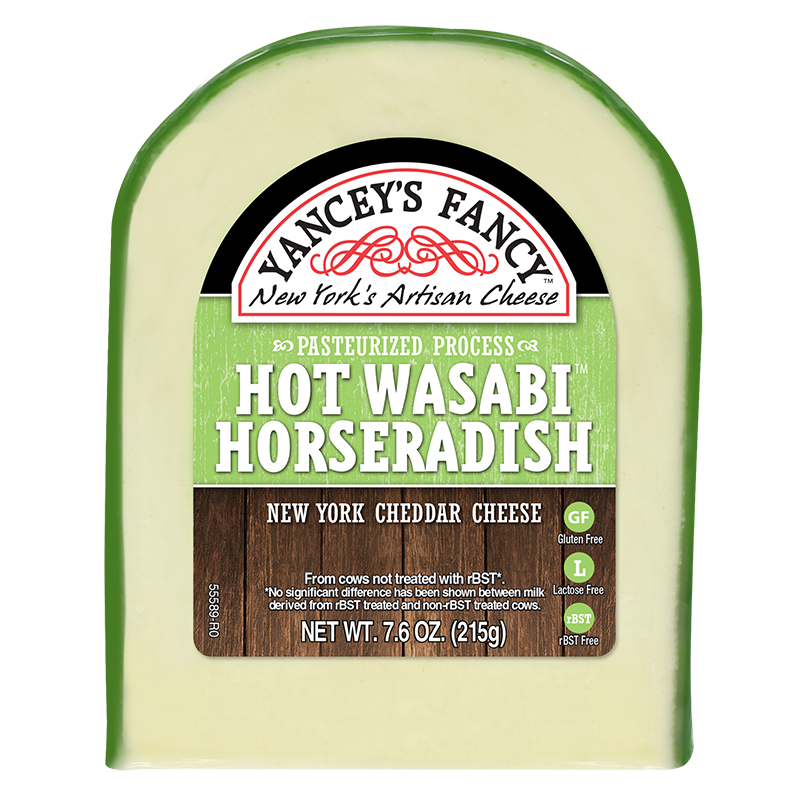 YANCEY'S FANCY™
New York's Artisan Cheese
PASTEURIZED PROCESS
HOT WASABI™
HORSERADISH
NEW YORK CHEDDAR CHEESE
GF
Gluten Free
L
Lactose Free
rBST
rBST Free
From cows not treated with rBST*.
*No significant difference has been shown between milk
derived from rBST treated and non-rBST treated cows.
NET WT. 7.6 OZ. (215g)
55589-R0